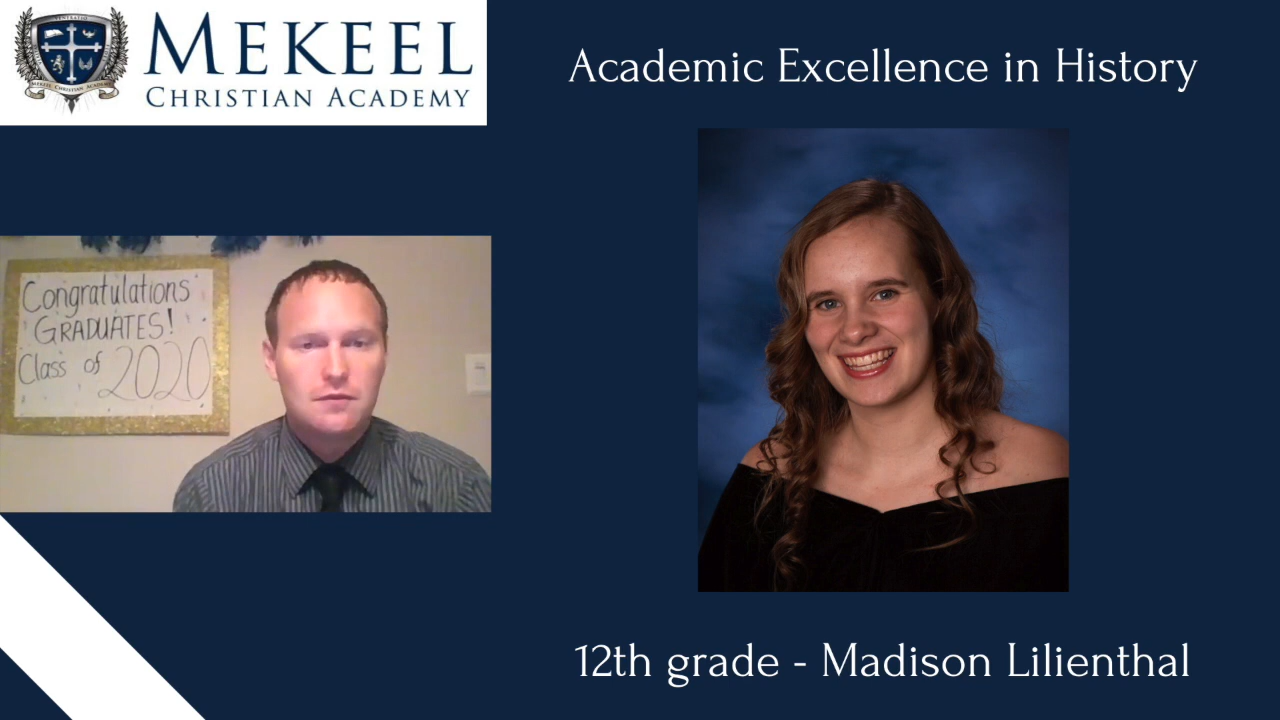 MEKEEL
CHRISTIAN ACADEMY
Academic Excellence in History
Congratulations
GRADUATES!
Class of 2020
12th grade - Madison Lilienthal